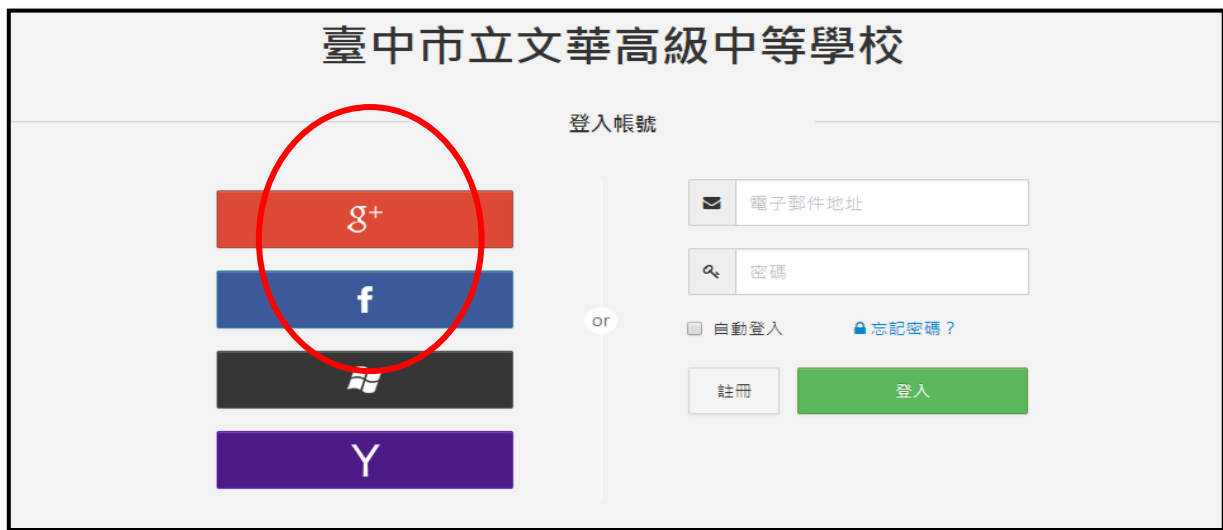 臺中市立文華高級中等學校
登入帳號
g+
f
Y
or
電子郵件地址
密碼
自動登入 忘記密碼？
註冊 登入